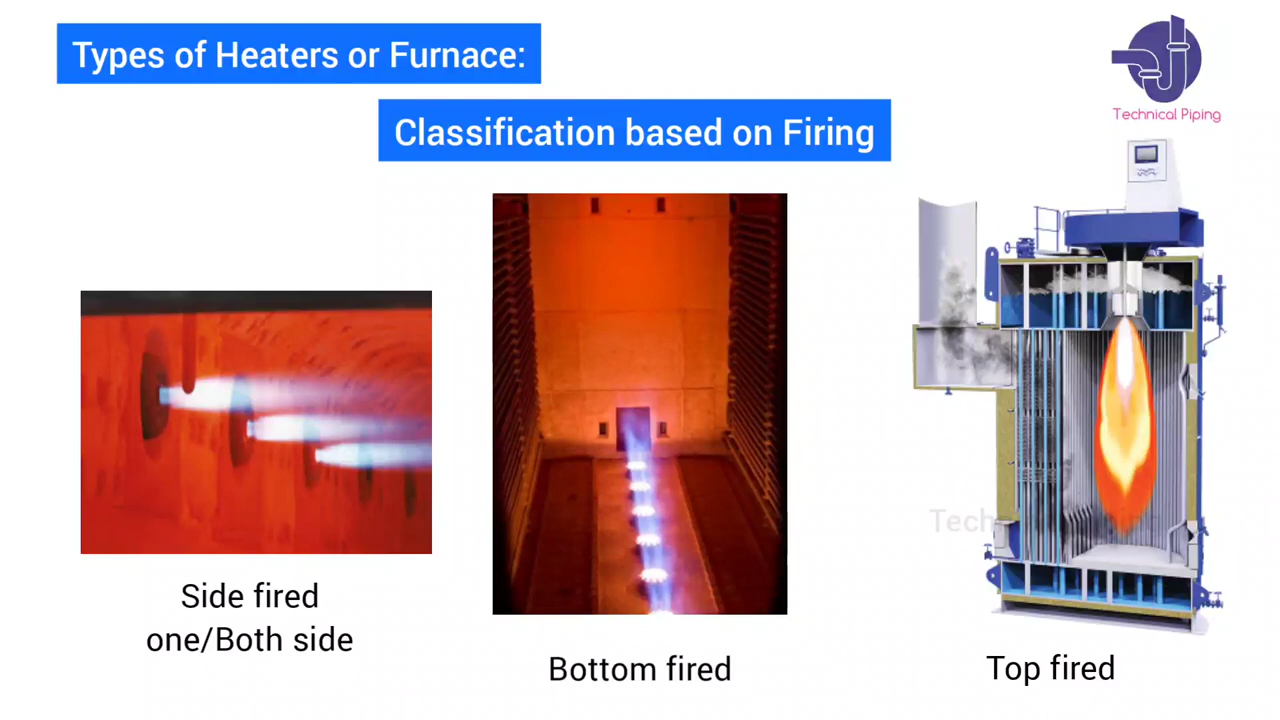 Types of Heaters or Furnace:
Technical Piping
Classification based on Firing
Side fired
one/Both side
Bottom fired
Top fired